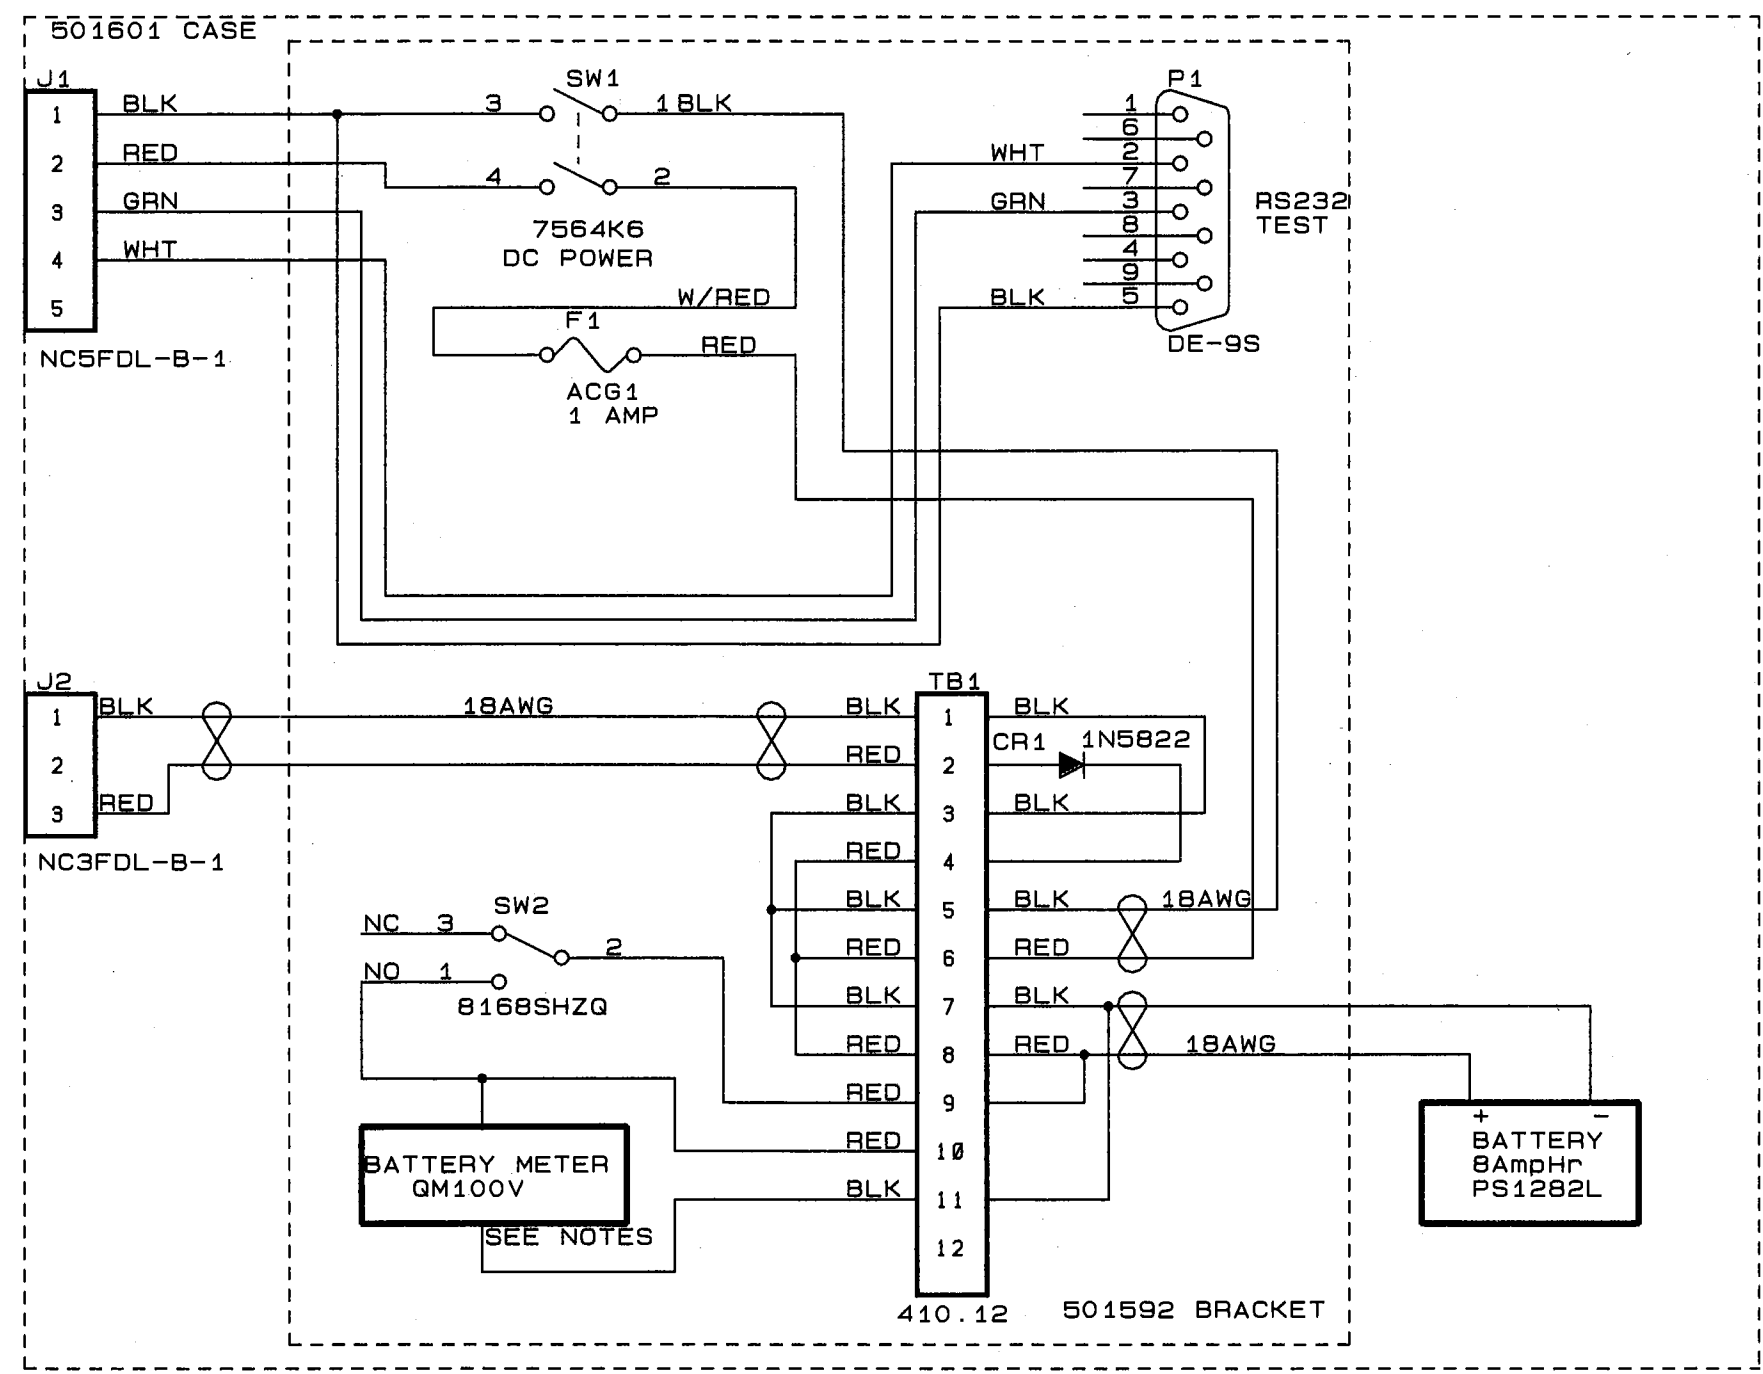 501601 CASE
J1
1 BLK
2 RED
3 GRN
4 WHT
5
NC5FDL-B-1
SW1
3 1 BLK
4 2
7564K6
DC POWER
W/RED
F1
RED
ACG1
1 AMP
P1
1
6
WHT 2
7
GRN 3
8
4
9
BLK 5
DE-9S
RS232
TEST
J2
1 BLK
2
3 RED
NC3FDL-B-1
18AWG
TB1
BLK 1 BLK
RED 2 CR1 1N5822
BLK 3 BLK
RED 4
BLK 5 BLK 18AWG
RED 6 RED
BLK 7 BLK
RED 8 RED 18AWG
RED 9
RED 10
BLK 11
12
410.12
SW2
NC 3
2
NO 1
8168SHZQ
BATTERY METER
QM100V
SEE NOTES
+ -
BATTERY
8AmpHr
PS1282L
501592 BRACKET